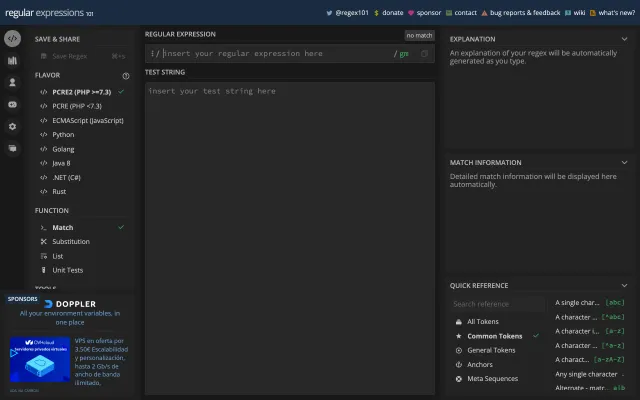 regular expressions 101
@regex101
$ donate
sponsor
contact
bug reports & feedback
wiki
what's new?
SAVE & SHARE
Save Regex ⌘+s
FLAVOR
</> PCRE2 (PHP >=7.3)
</> PCRE (PHP <7.3)
</> ECMAScript (JavaScript)
</> Python
</> Golang
</> Java 8
</> .NET (C#)
</> Rust
FUNCTION
Match
Substitution
List
Unit Tests
TOOLS
SPONSORS
DOPPLER
All your environment variables, in
one place
OVHcloud
Servidores privados virtuales
VPS en oferta por
3.50€ Escalabilidad
y personalización,
hasta 2 Gb/s de
ancho de banda
ilimitado,
REGULAR EXPRESSION
no match
/ insert your regular expression here / gm
TEST STRING
insert your test string here
EXPLANATION
An explanation of your regex will be automatically
generated as you type.
MATCH INFORMATION
Detailed match information will be displayed here
automatically.
QUICK REFERENCE
Search reference
All Tokens
Common Tokens
General Tokens
Anchors
Meta Sequences
A single char... [abc]
A character ... [^abc]
A character i... [a-z]
A character ... [^a-z]
A charact... [a-zA-Z]
Any single character .
Alternate - matc... a|b